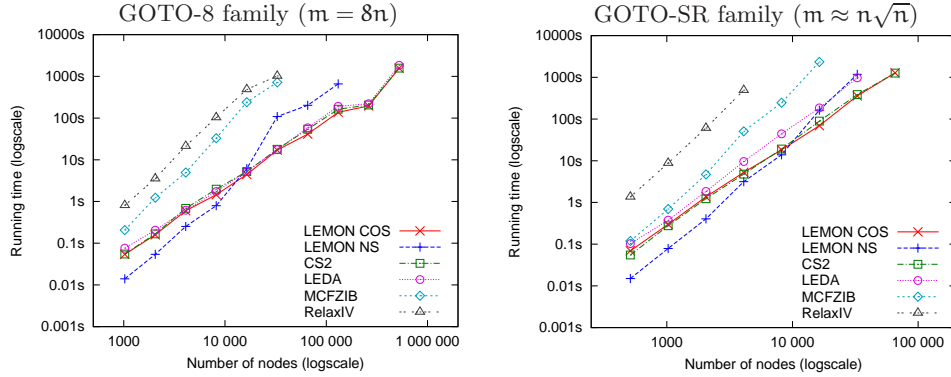 GOTO-8 family (m = 8n)
Running time (logscale)
10000s
1000s
100s
10s
1s
0.1s
0.01s
0.001s
LEMON COS
LEMON NS
CS2
LEDA
MCFZIB
RelaxIV
1000
10 000
100 000
1 000 000
Number of nodes (logscale)
GOTO-SR family (m ≈ n√n)
Running time (logscale)
10000s
1000s
100s
10s
1s
0.1s
0.01s
0.001s
LEMON COS
LEMON NS
CS2
LEDA
MCFZIB
RelaxIV
1000
10 000
100 000
Number of nodes (logscale)